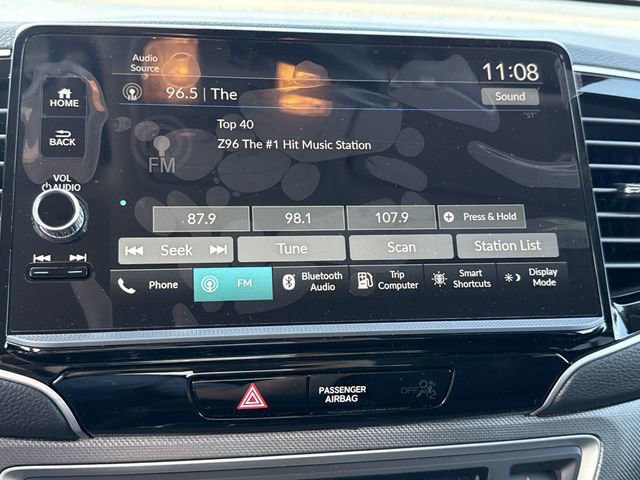 Audio Source
11:08
96.5 | The
Sound
"ST"
HOME
Top 40
Z96 The #1 Hit Music Station
BACK
FM
VOL
AUDIO
87.9 98.1 107.9 Press & Hold
Seek Tune Scan Station List
Phone FM Bluetooth Audio Trip Computer Smart Shortcuts Display Mode
PASSENGER AIRBAG OFF